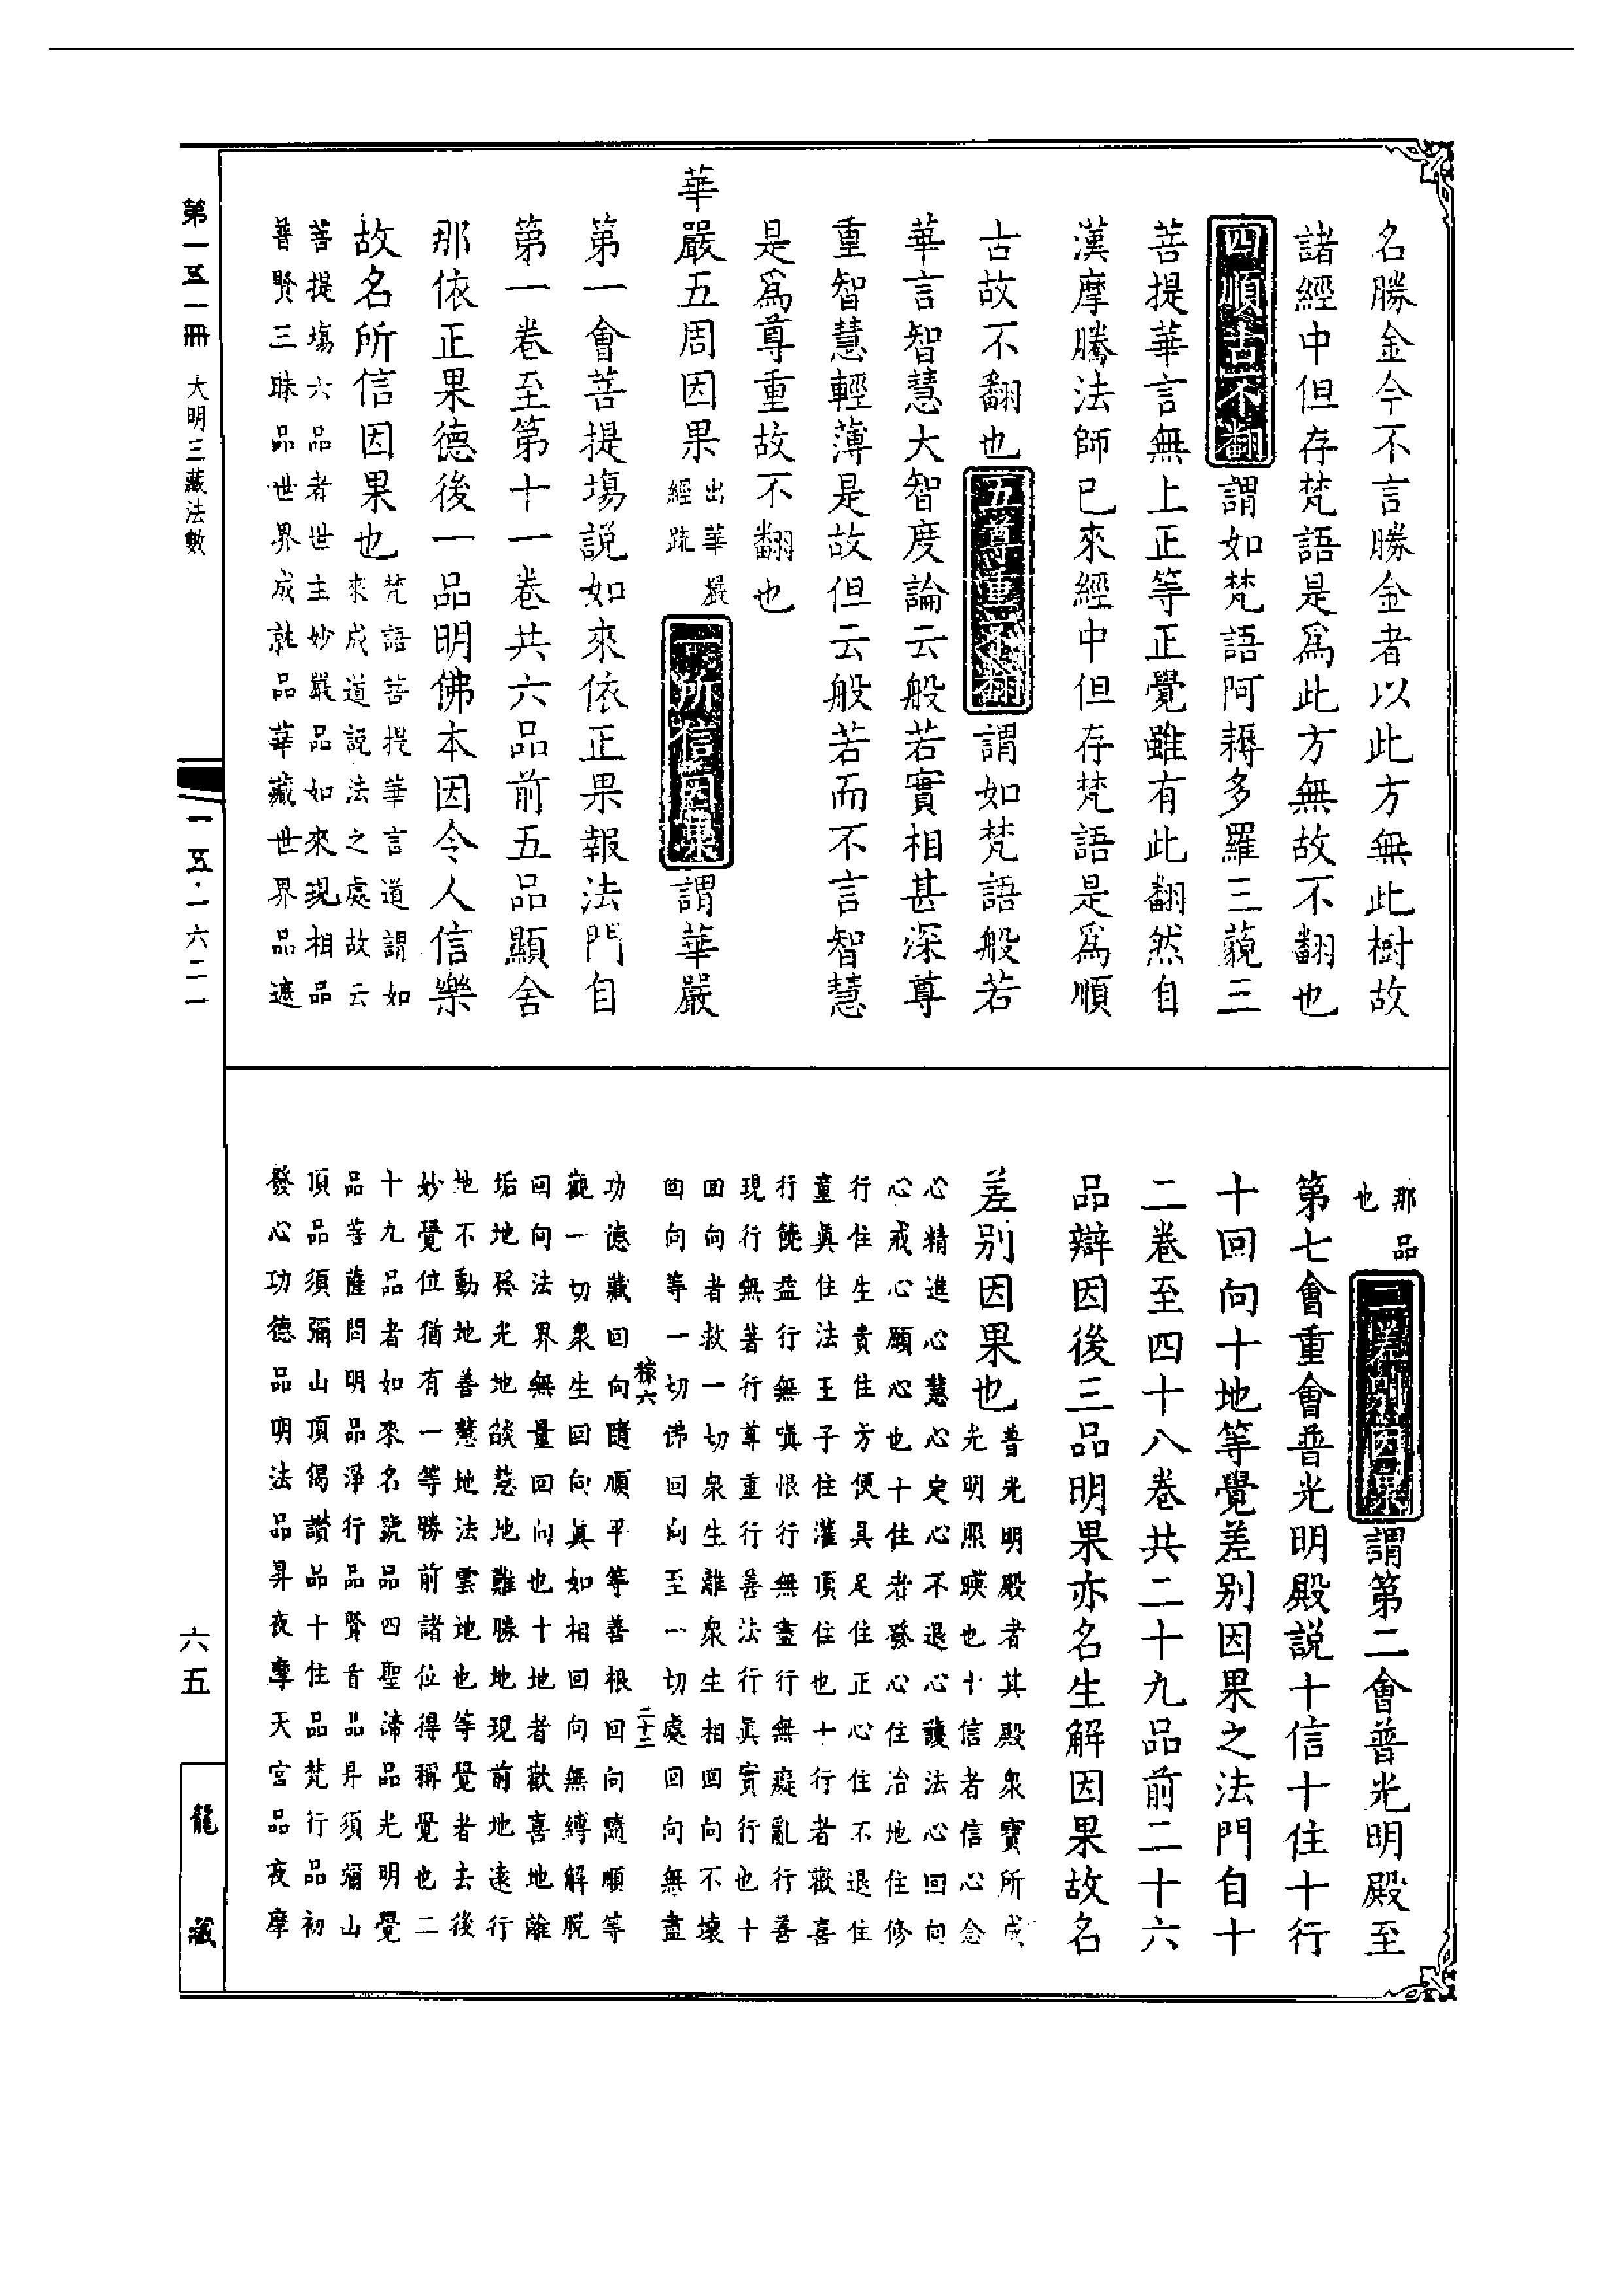 名勝金今不言勝金者以此方無此樹故
諸經中但存梵語是爲此方無故不翻也
四順古不翻謂如梵語阿耨多羅三藐三
菩提華言無上正等正覺雖有此翻然自
漢摩騰法師已來經中但存梵語是爲順
古故不翻也五尊重不翻謂如梵語般若
華言智慧大智度論云般若實相甚深尊
重智慧輕薄是故但云般若而不言智慧
是爲尊重故不翻也
華嚴五周因果出華嚴
經疏一所信因果謂華嚴
第一會菩提場說如來依正果報法門自
第一卷至第十一卷共六品前五品顯舍
那依正果德後一品明佛本因令人信樂
故名所信因果也梵語菩提華言道謂如
來成道說法之處故云
菩提場六品者世主妙嚴品如來現相品
普賢三昧品世界成就品華藏世界品遮
那品
也二差別因果謂第二會普光明殿至
第七會重會普光明殿說十信十住十行
十回向十地等覺差別因果之法門自十
二卷至四十八卷共二十九品前二十六
品辯因後三品明果亦名生解因果故名
差別因果也普光明殿者其殿衆寶所成
光明照暎也十信者信心念
心精進心慧心定心不退心護法心回向
心戒心願心也十住者發心住治地住修
行住生貴住方便具足住正心住不退住
童眞住法王子住灌頂住也十行者歡喜
行饒益行無嗔恨行無盡行無癡亂行善
現行無著行尊重行善法行眞實行也十
回向者救一切衆生離衆生相回向不壞
回向等一切佛回向至一切處回向無盡
功德藏回向隨順平等善根回向隨順等
觀一切衆生回向眞如相回向無縛解脫
回向法界無量回向也十地者歡喜地離
垢地發光地燄慧地難勝地現前地遠行
地不動地善慧地法雲地也等覺者去後
妙覺位猶有一等勝前諸位得稱覺也二
十九品者如來名號品四聖諦品光明覺
品菩薩問明品淨行品賢首品昇須彌山
頂品須彌山頂偈讚品十住品梵行品初
發心功德品明法品昇夜摩天宮品夜摩
稼六
二十三
第一五一冊 大明三藏法數
一五·一六二一
六五
龍藏